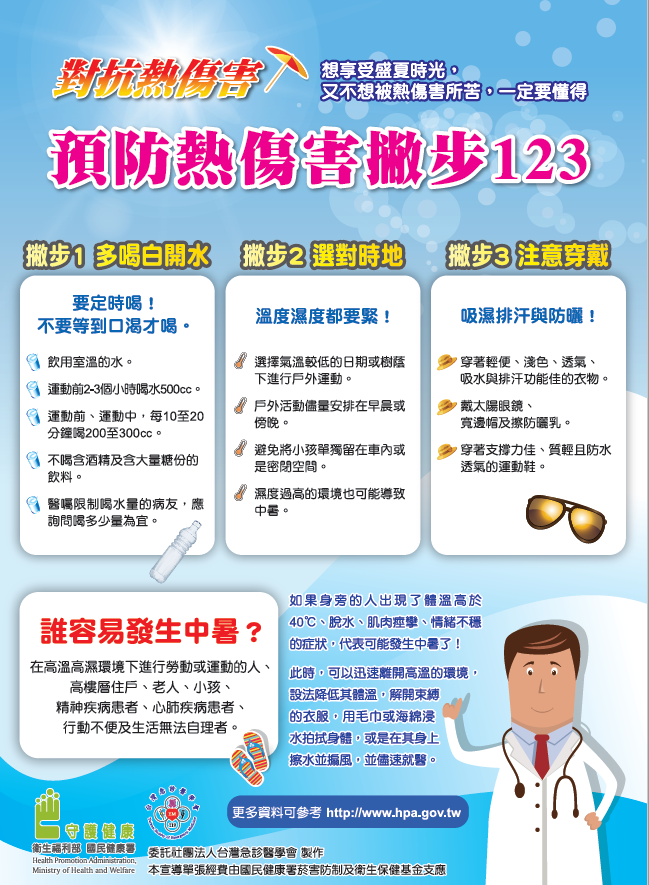 對抗熱傷害
想享受盛夏時光，
又不想被熱傷害所苦，一定要懂得
預防熱傷害撇步123
撇步1 多喝白開水
要定時喝！
不要等到口渴才喝。
飲用室溫的水。
運動前2-3個小時喝水500cc。
運動前、運動中，每10至20
分鐘喝200至300cc。
不喝含酒精及含大量糖份的
飲料。
醫囑限制喝水量的病友，應
詢問喝多少量為宜。
撇步2 選對時地
溫度濕度都要緊！
選擇氣溫較低的日期或樹蔭
下進行戶外運動。
戶外活動儘量安排在早晨或
傍晚。
避免將小孩單獨留在車內或
是密閉空間。
濕度過高的環境也可能導致
中暑。
撇步3 注意穿戴
吸濕排汗與防曬！
穿著輕便、淺色、透氣、
吸水與排汗功能佳的衣物。
戴太陽眼鏡、
寬邊帽及擦防曬乳。
穿著支撐力佳、質輕且防水
透氣的運動鞋。
誰容易發生中暑？
在高溫高濕環境下進行勞動或運動的人、
高樓層住戶、老人、小孩、
精神疾病患者、心肺疾病患者、
行動不便及生活無法自理者。
如果身旁的人出現了體溫高於
40℃、脫水、肌肉痙攣、情緒不穩
的症狀，代表可能發生中暑了！
此時，可以迅速離開高溫的環境，
設法降低其體溫，解開束縛
的衣服，用毛巾或海綿浸
水拍拭身體，或是在其身上
擦水並搧風，並儘速就醫。
更多資料可參考 http://www.hpa.gov.tw
守護健康
衛生福利部 國民健康署
Health Promotion Administration,
Ministry of Health and Welfare
委託社團法人台灣急診醫學會 製作
本宣導單張經費由國民健康署菸害防制及衛生保健基金支應